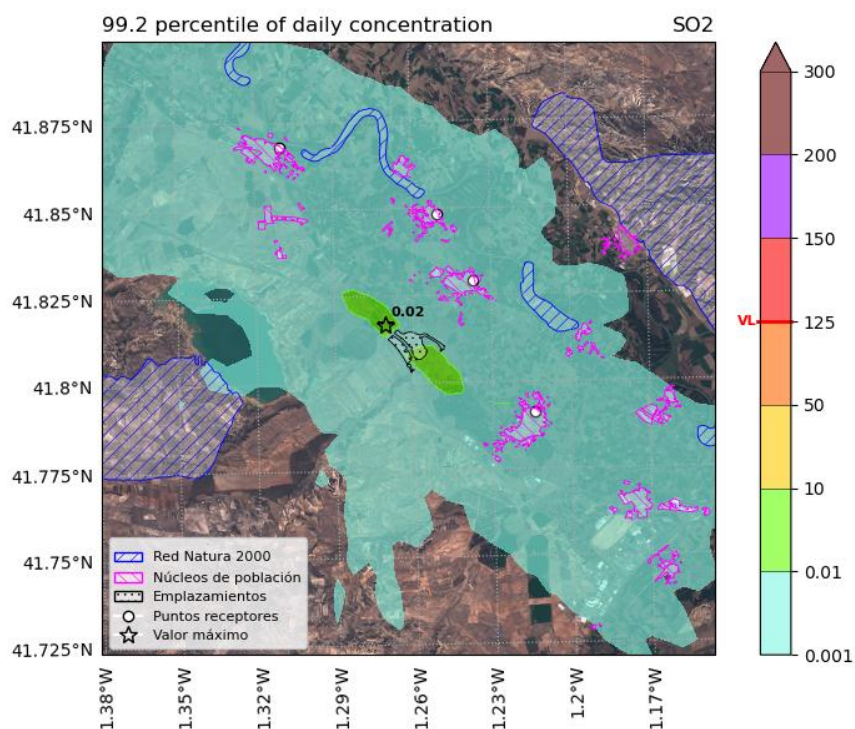 99.2 percentile of daily concentration SO2
300
200
150
VL 125
50
10
0.01
0.001
41.875°N
41.85°N
41.825°N
41.8°N
41.775°N
41.75°N
41.725°N
0.02
Red Natura 2000
Núcleos de población
Emplazamientos
Puntos receptores
Valor máximo
1.38°W
1.35°W
1.32°W
1.29°W
1.26°W
1.23°W
1.2°W
1.17°W